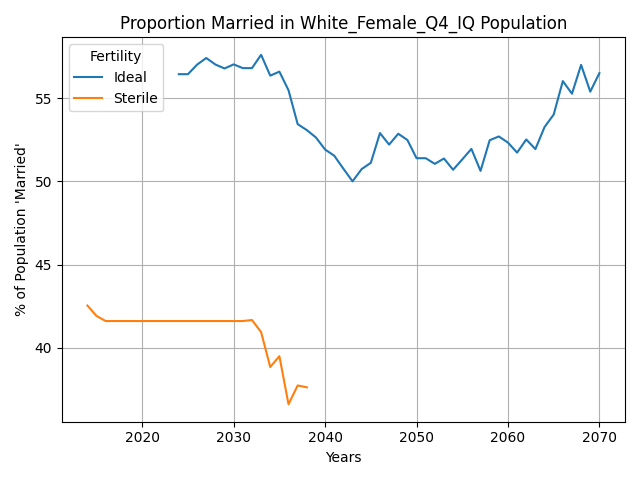 Proportion Married in White_Female_Q4_IQ Population
Fertility
Ideal
Sterile
% of Population 'Married'
55
50
45
40
2020 2030 2040 2050 2060 2070
Years